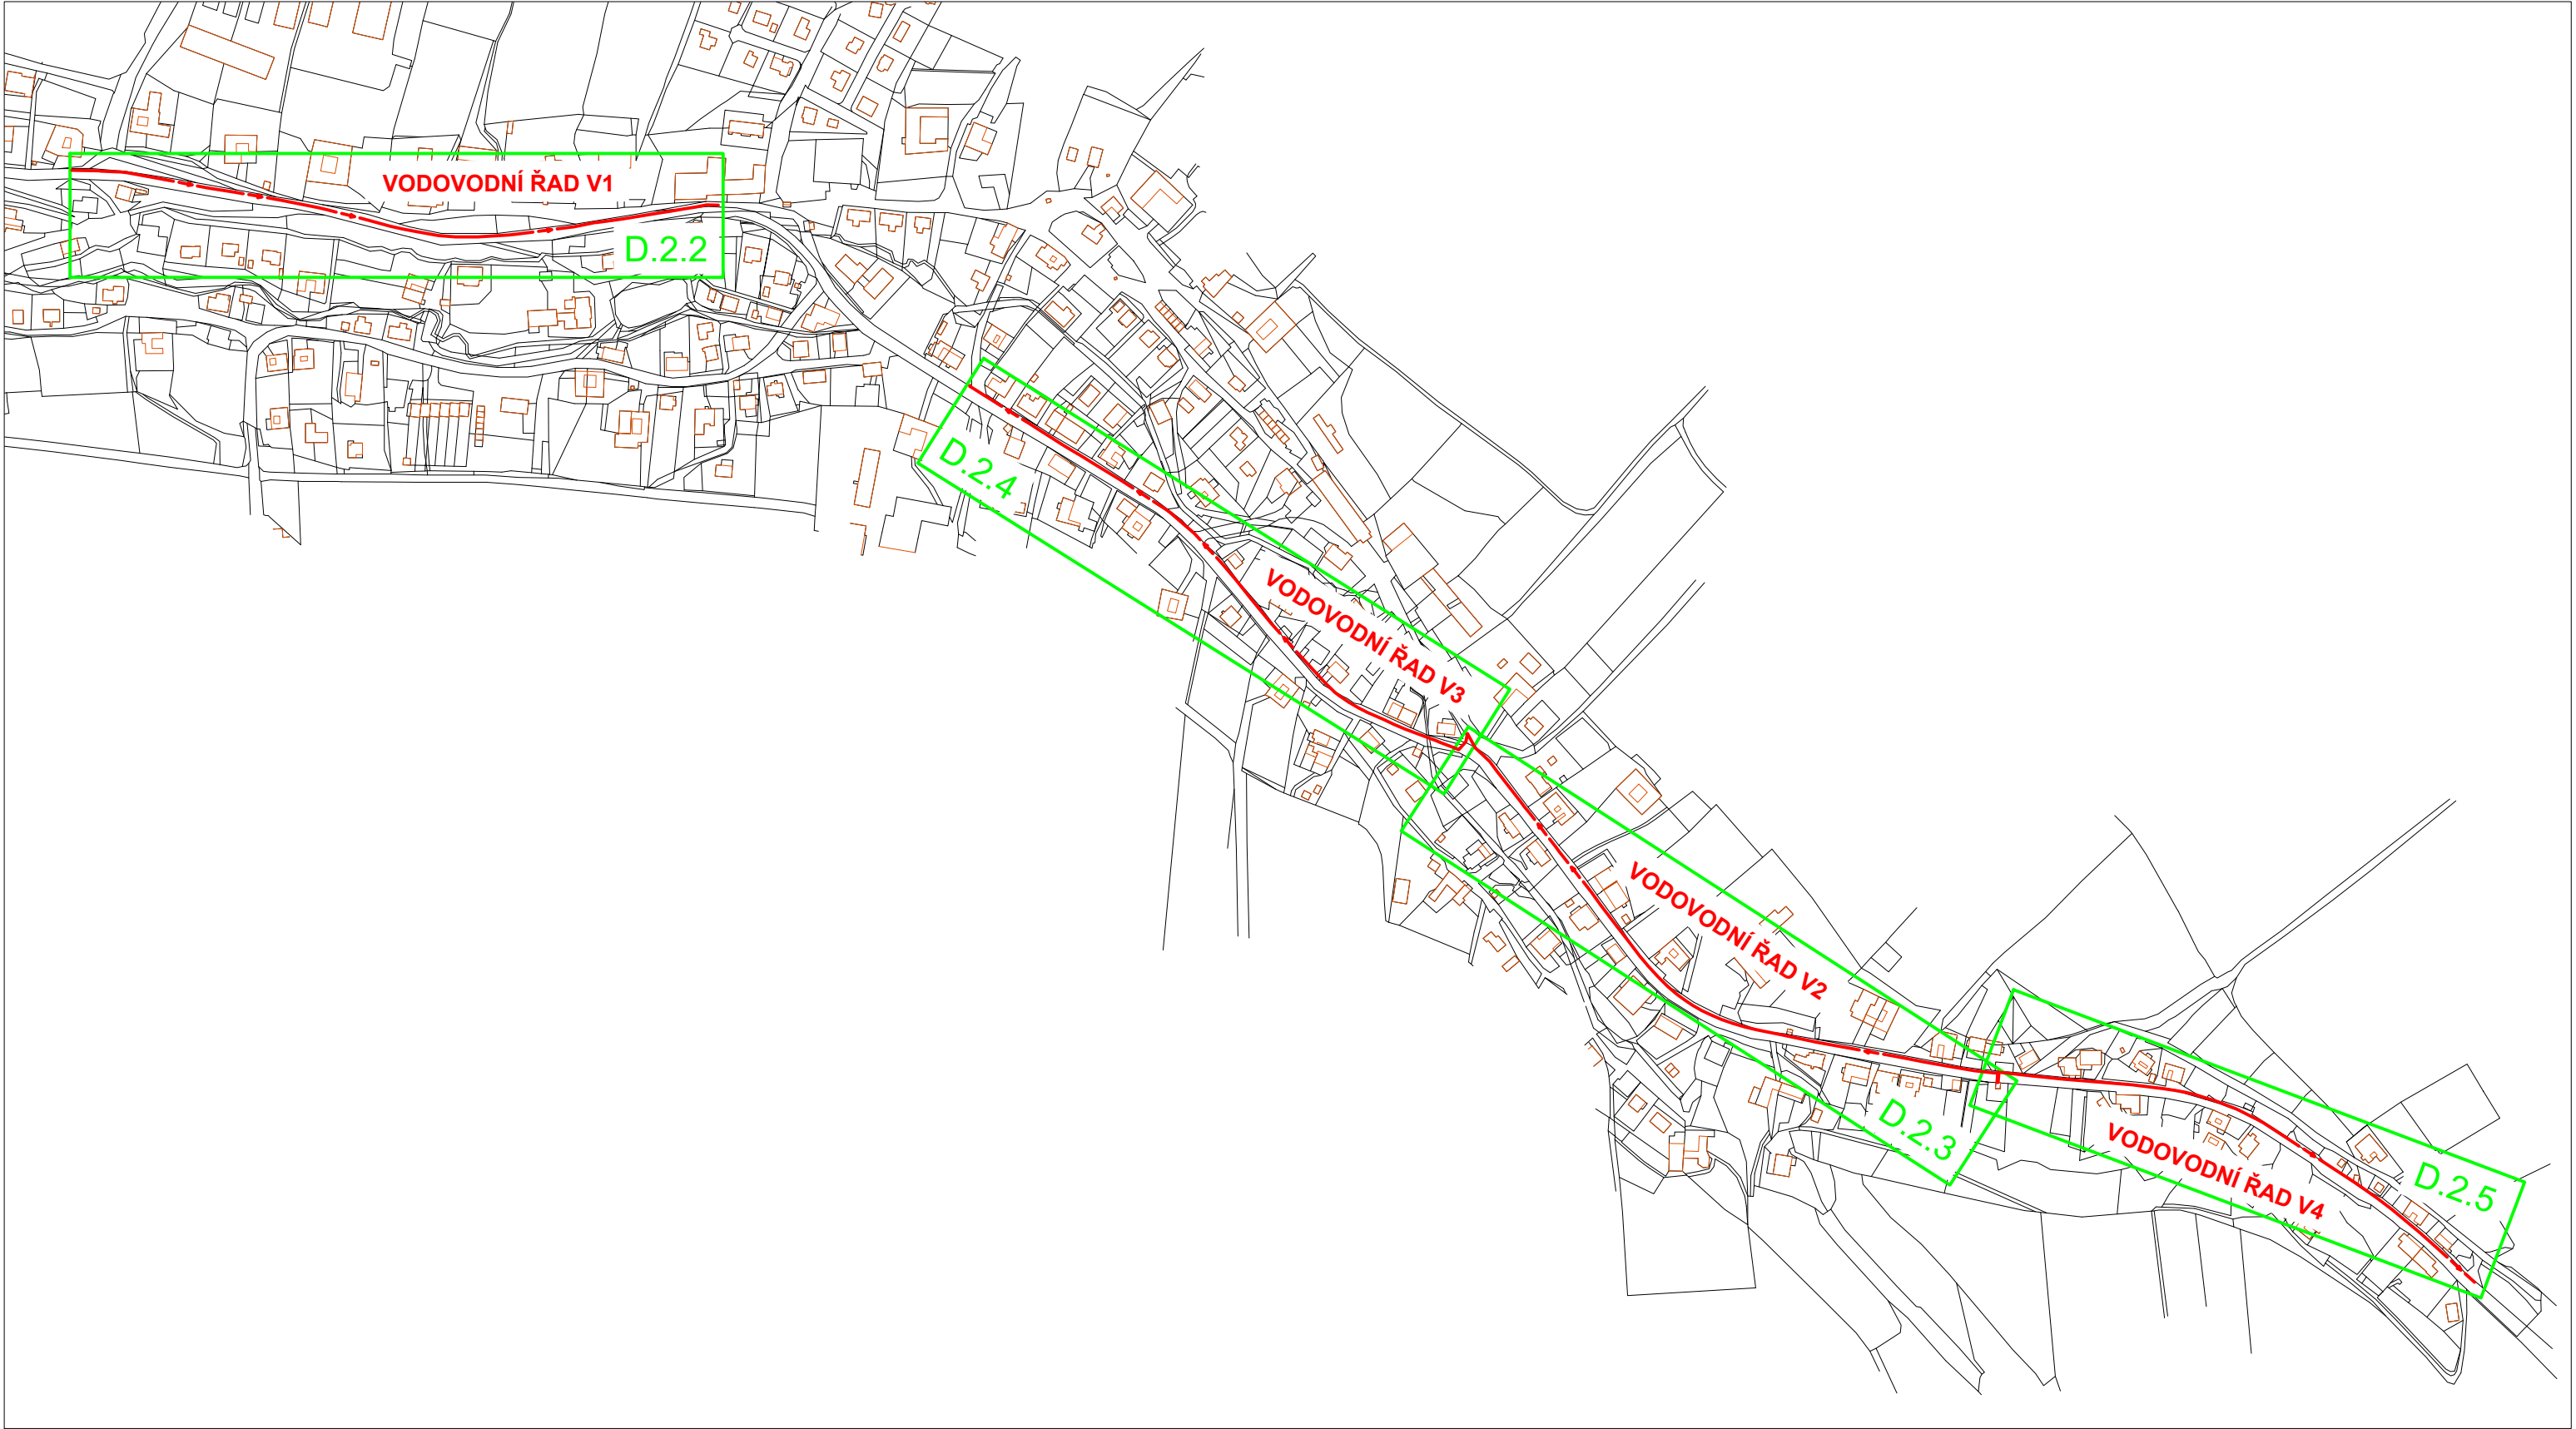 VODOVODNÍ ŘAD V1
D.2.2
D.2.4
VODOVODNÍ ŘAD V3
VODOVODNÍ ŘAD V2
D.2.3
VODOVODNÍ ŘAD V4
D.2.5